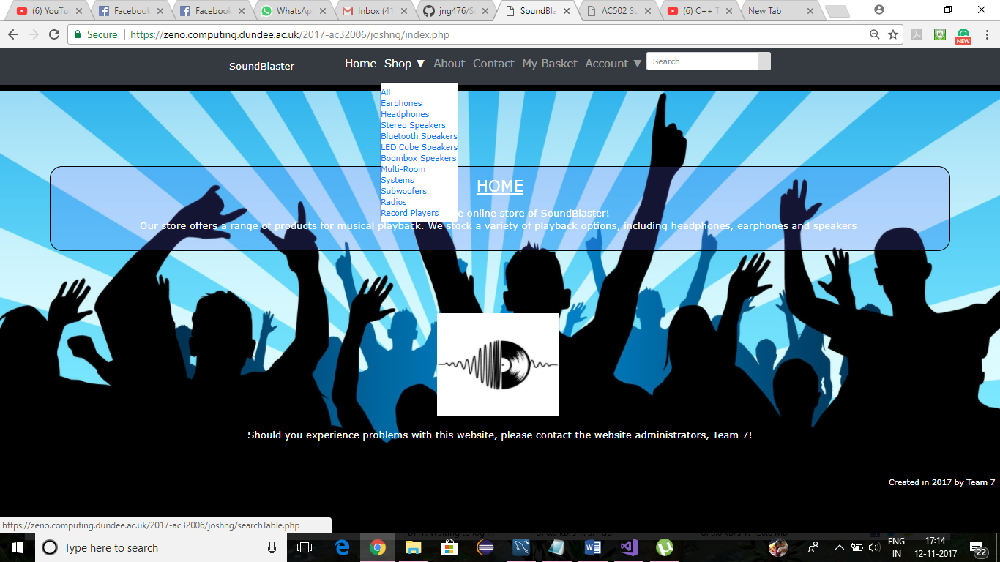 (6) YouTu
Facebook
Facebook
WhatsApp
Inbox (41
jng476/So
SoundBla
AC502 So
(6) C++ T
New Tab
Secure
https://zeno.computing.dundee.ac.uk/2017-ac32006/joshng/index.php
NEW
SoundBlaster
Home Shop ▼ About Contact My Basket Account ▼
Search
All
Earphones
Headphones
Stereo Speakers
Bluetooth Speakers
LED Cube Speakers
Boombox Speakers
Multi-Room
Systems
Subwoofers
Radios
Record Players
HOME
online store of SoundBlaster!
Our store offers a range of products for musical playback. We stock a variety of playback options, including headphones, earphones and speakers
Should you experience problems with this website, please contact the website administrators, Team 7!
Created in 2017 by Team 7
https://zeno.computing.dundee.ac.uk/2017-ac32006/joshng/searchTable.php
Type here to search
ENG
IN
17:14
12-11-2017
22